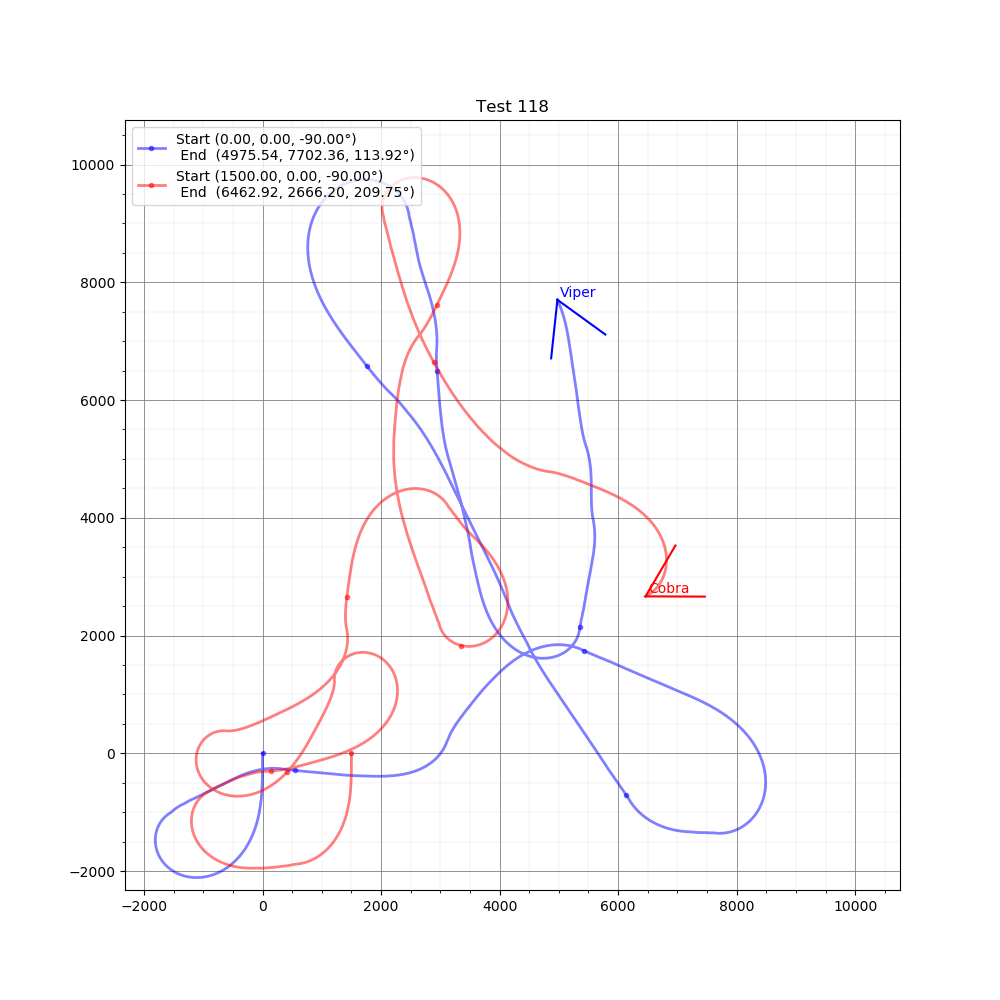 Test 118
Start (0.00, 0.00, -90.00°)
End (4975.54, 7702.36, 113.92°)
Start (1500.00, 0.00, -90.00°)
End (6462.92, 2666.20, 209.75°)
10000
8000
Viper
6000
4000
Cobra
2000
0
−2000
−2000 0 2000 4000 6000 8000 10000